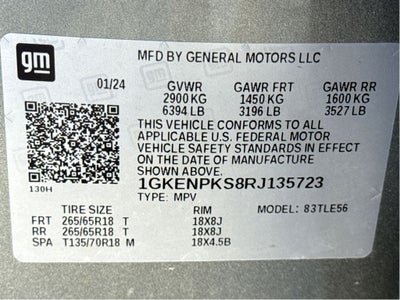 gm
MFD BY GENERAL MOTORS LLC
01/24 GVWR GAWR FRT GAWR RR
2900 KG 1450 KG 1600 KG
6394 LB 3196 LB 3527 LB
THIS VEHICLE CONFORMS TO ALL
APPLICABLE U.S. FEDERAL MOTOR
VEHICLE SAFETY STANDARDS IN EFFECT
ON THE DATE OF MANUFACTURE
SHOWN ABOVE.
130H
1GKENPKS8RJ135723
TYPE: MPV MODEL: 83TLE56
TIRE SIZE RIM
FRT 265/65R18 T 18X8J
RR 265/65R18 T 18X8J
SPA T135/70R18 M 18X4.5B